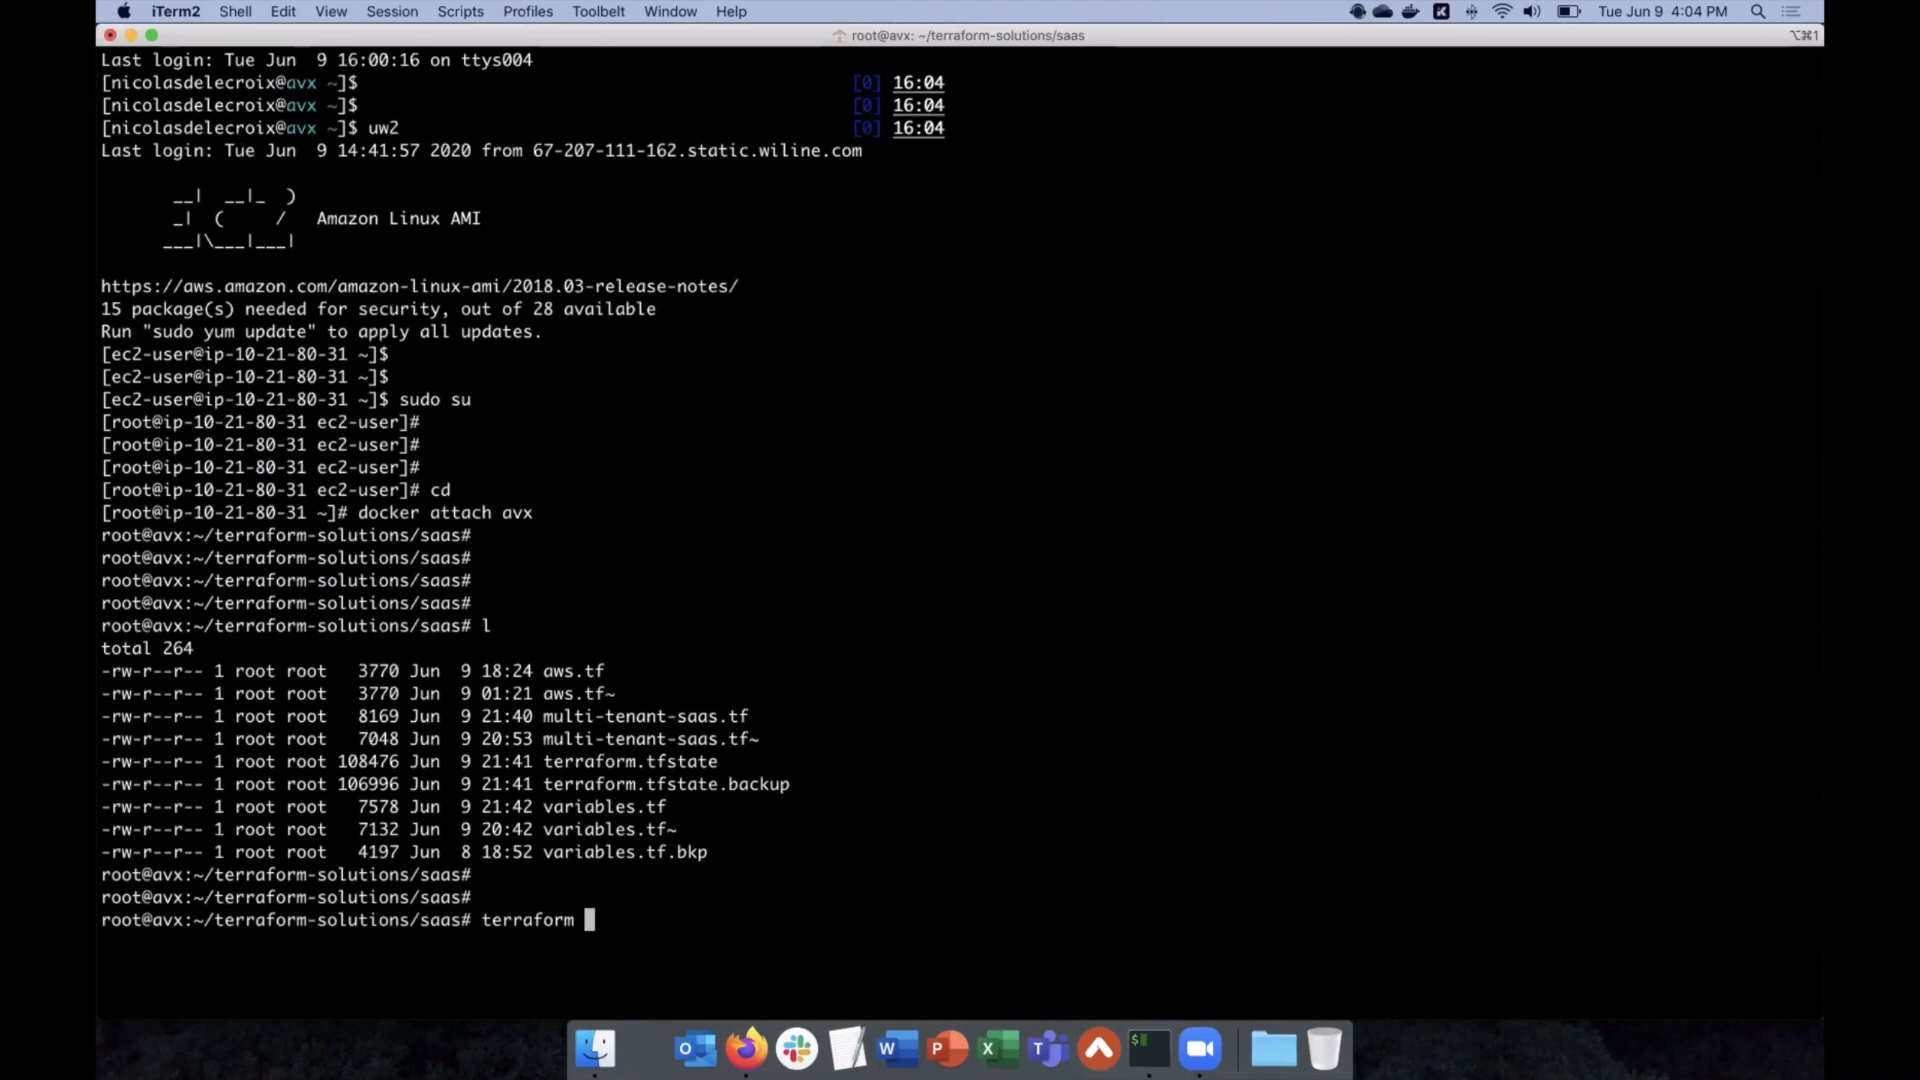 iTerm2 Shell Edit View Session Scripts Profiles Toolbelt Window Help Tue Jun 9 4:04 PM
root@avx: ~/terraform-solutions/saas ⌥⌘1
Last login: Tue Jun  9 16:00:16 on ttys004
[nicolasdelecroix@avx ~]$ [0] 16:04
[nicolasdelecroix@avx ~]$ [0] 16:04
[nicolasdelecroix@avx ~]$ uw2 [0] 16:04
Last login: Tue Jun  9 14:41:57 2020 from 67-207-111-162.static.wiline.com
__|  __|_  )
_|  (     /   Amazon Linux AMI
___|\___|___|
https://aws.amazon.com/amazon-linux-ami/2018.03-release-notes/
15 package(s) needed for security, out of 28 available
Run "sudo yum update" to apply all updates.
[ec2-user@ip-10-21-80-31 ~]$
[ec2-user@ip-10-21-80-31 ~]$
[ec2-user@ip-10-21-80-31 ~]$ sudo su
[root@ip-10-21-80-31 ec2-user]#
[root@ip-10-21-80-31 ec2-user]#
[root@ip-10-21-80-31 ec2-user]#
[root@ip-10-21-80-31 ec2-user]# cd
[root@ip-10-21-80-31 ~]# docker attach avx
root@avx:~/terraform-solutions/saas#
root@avx:~/terraform-solutions/saas#
root@avx:~/terraform-solutions/saas#
root@avx:~/terraform-solutions/saas#
root@avx:~/terraform-solutions/saas# l
total 264
-rw-r--r-- 1 root root   3770 Jun  9 18:24 aws.tf
-rw-r--r-- 1 root root   3770 Jun  9 01:21 aws.tf~
-rw-r--r-- 1 root root   8169 Jun  9 21:40 multi-tenant-saas.tf
-rw-r--r-- 1 root root   7048 Jun  9 20:53 multi-tenant-saas.tf~
-rw-r--r-- 1 root root 108476 Jun  9 21:41 terraform.tfstate
-rw-r--r-- 1 root root 106996 Jun  9 21:41 terraform.tfstate.backup
-rw-r--r-- 1 root root   7578 Jun  9 21:42 variables.tf
-rw-r--r-- 1 root root   7132 Jun  9 20:42 variables.tf~
-rw-r--r-- 1 root root   4197 Jun  8 18:52 variables.tf.bkp
root@avx:~/terraform-solutions/saas#
root@avx:~/terraform-solutions/saas#
root@avx:~/terraform-solutions/saas# terraform